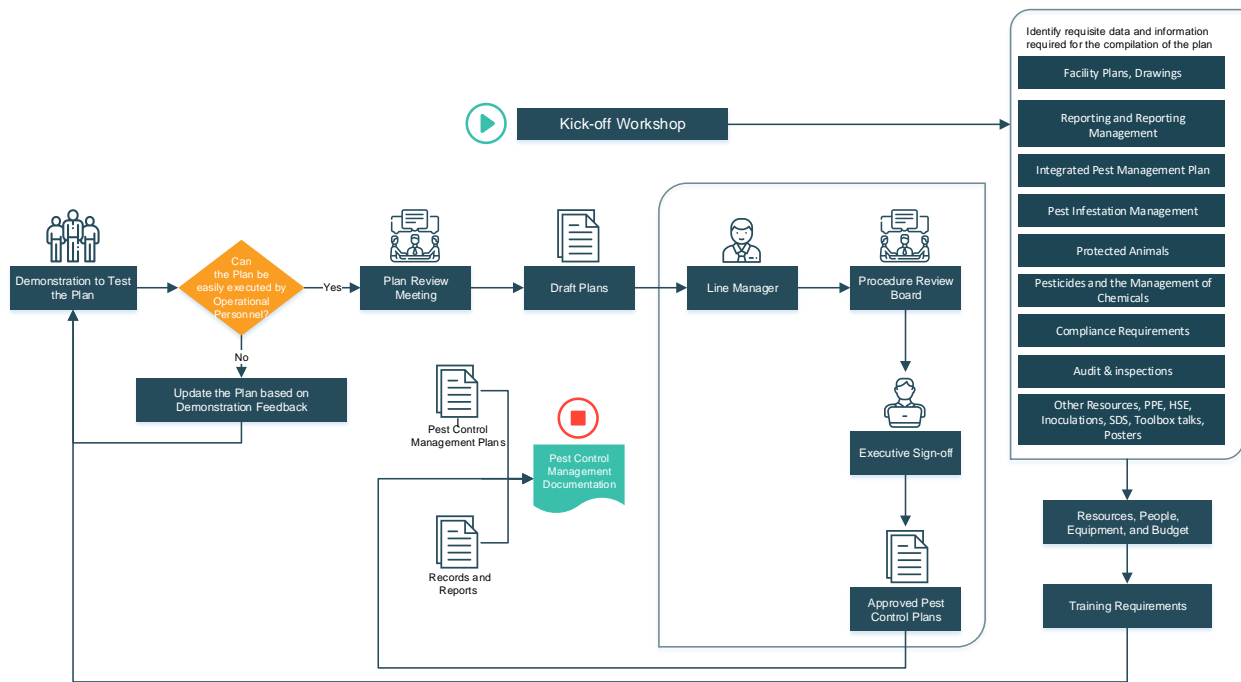 Identify requisite data and information
required for the compilation of the plan
Facility Plans, Drawings
Kick-off Workshop
Reporting and Reporting
Management
Integrated Pest Management Plan
Pest Infestation Management
Protected Animals
Pesticides and the Management of
Chemicals
Compliance Requirements
Audit & inspections
Other Resources, PPE, HSE,
Inoculations, SDS, Toolbox talks,
Posters
Demonstration to Test
the Plan
Can
the Plan be
easily executed by
Operational
Personnel?
Yes
No
Plan Review
Meeting
Draft Plans
Line Manager
Procedure Review
Board
Update the Plan based on
Demonstration Feedback
Pest Control
Management Plans
Pest Control
Management
Documentation
Records and
Reports
Executive Sign-off
Approved Pest
Control Plans
Resources, People,
Equipment, and Budget
Training Requirements